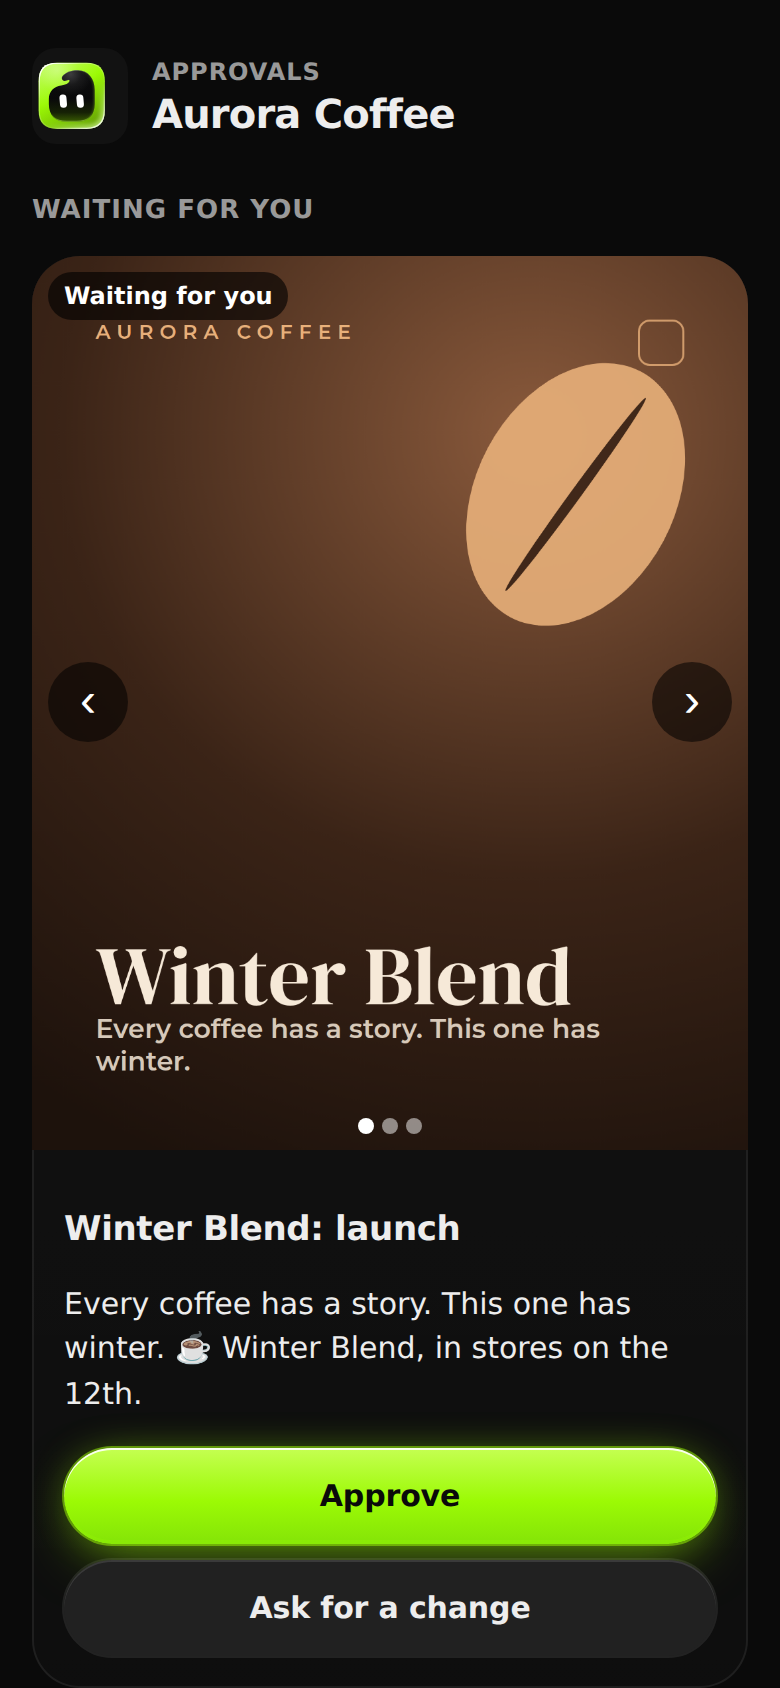 APPROVALS
Aurora Coffee
WAITING FOR YOU
Waiting for you
AURORA COFFEE
‹
›
Winter Blend
Every coffee has a story. This one has
winter.
Winter Blend: launch
Every coffee has a story. This one has
winter. ☕ Winter Blend, in stores on the
12th.
Approve
Ask for a change